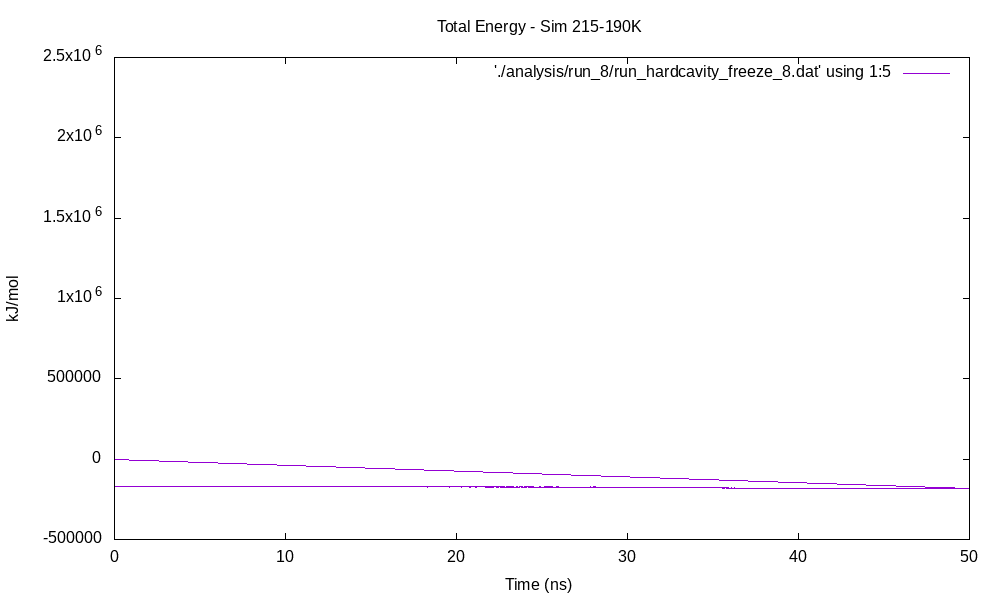 Total Energy - Sim 215-190K
'./analysis/run_8/run_hardcavity_freeze_8.dat' using 1:5
2.5x10 6
2x10 6
1.5x10 6
1x10 6
500000
0
-500000
kJ/mol
0 10 20 30 40 50
Time (ns)